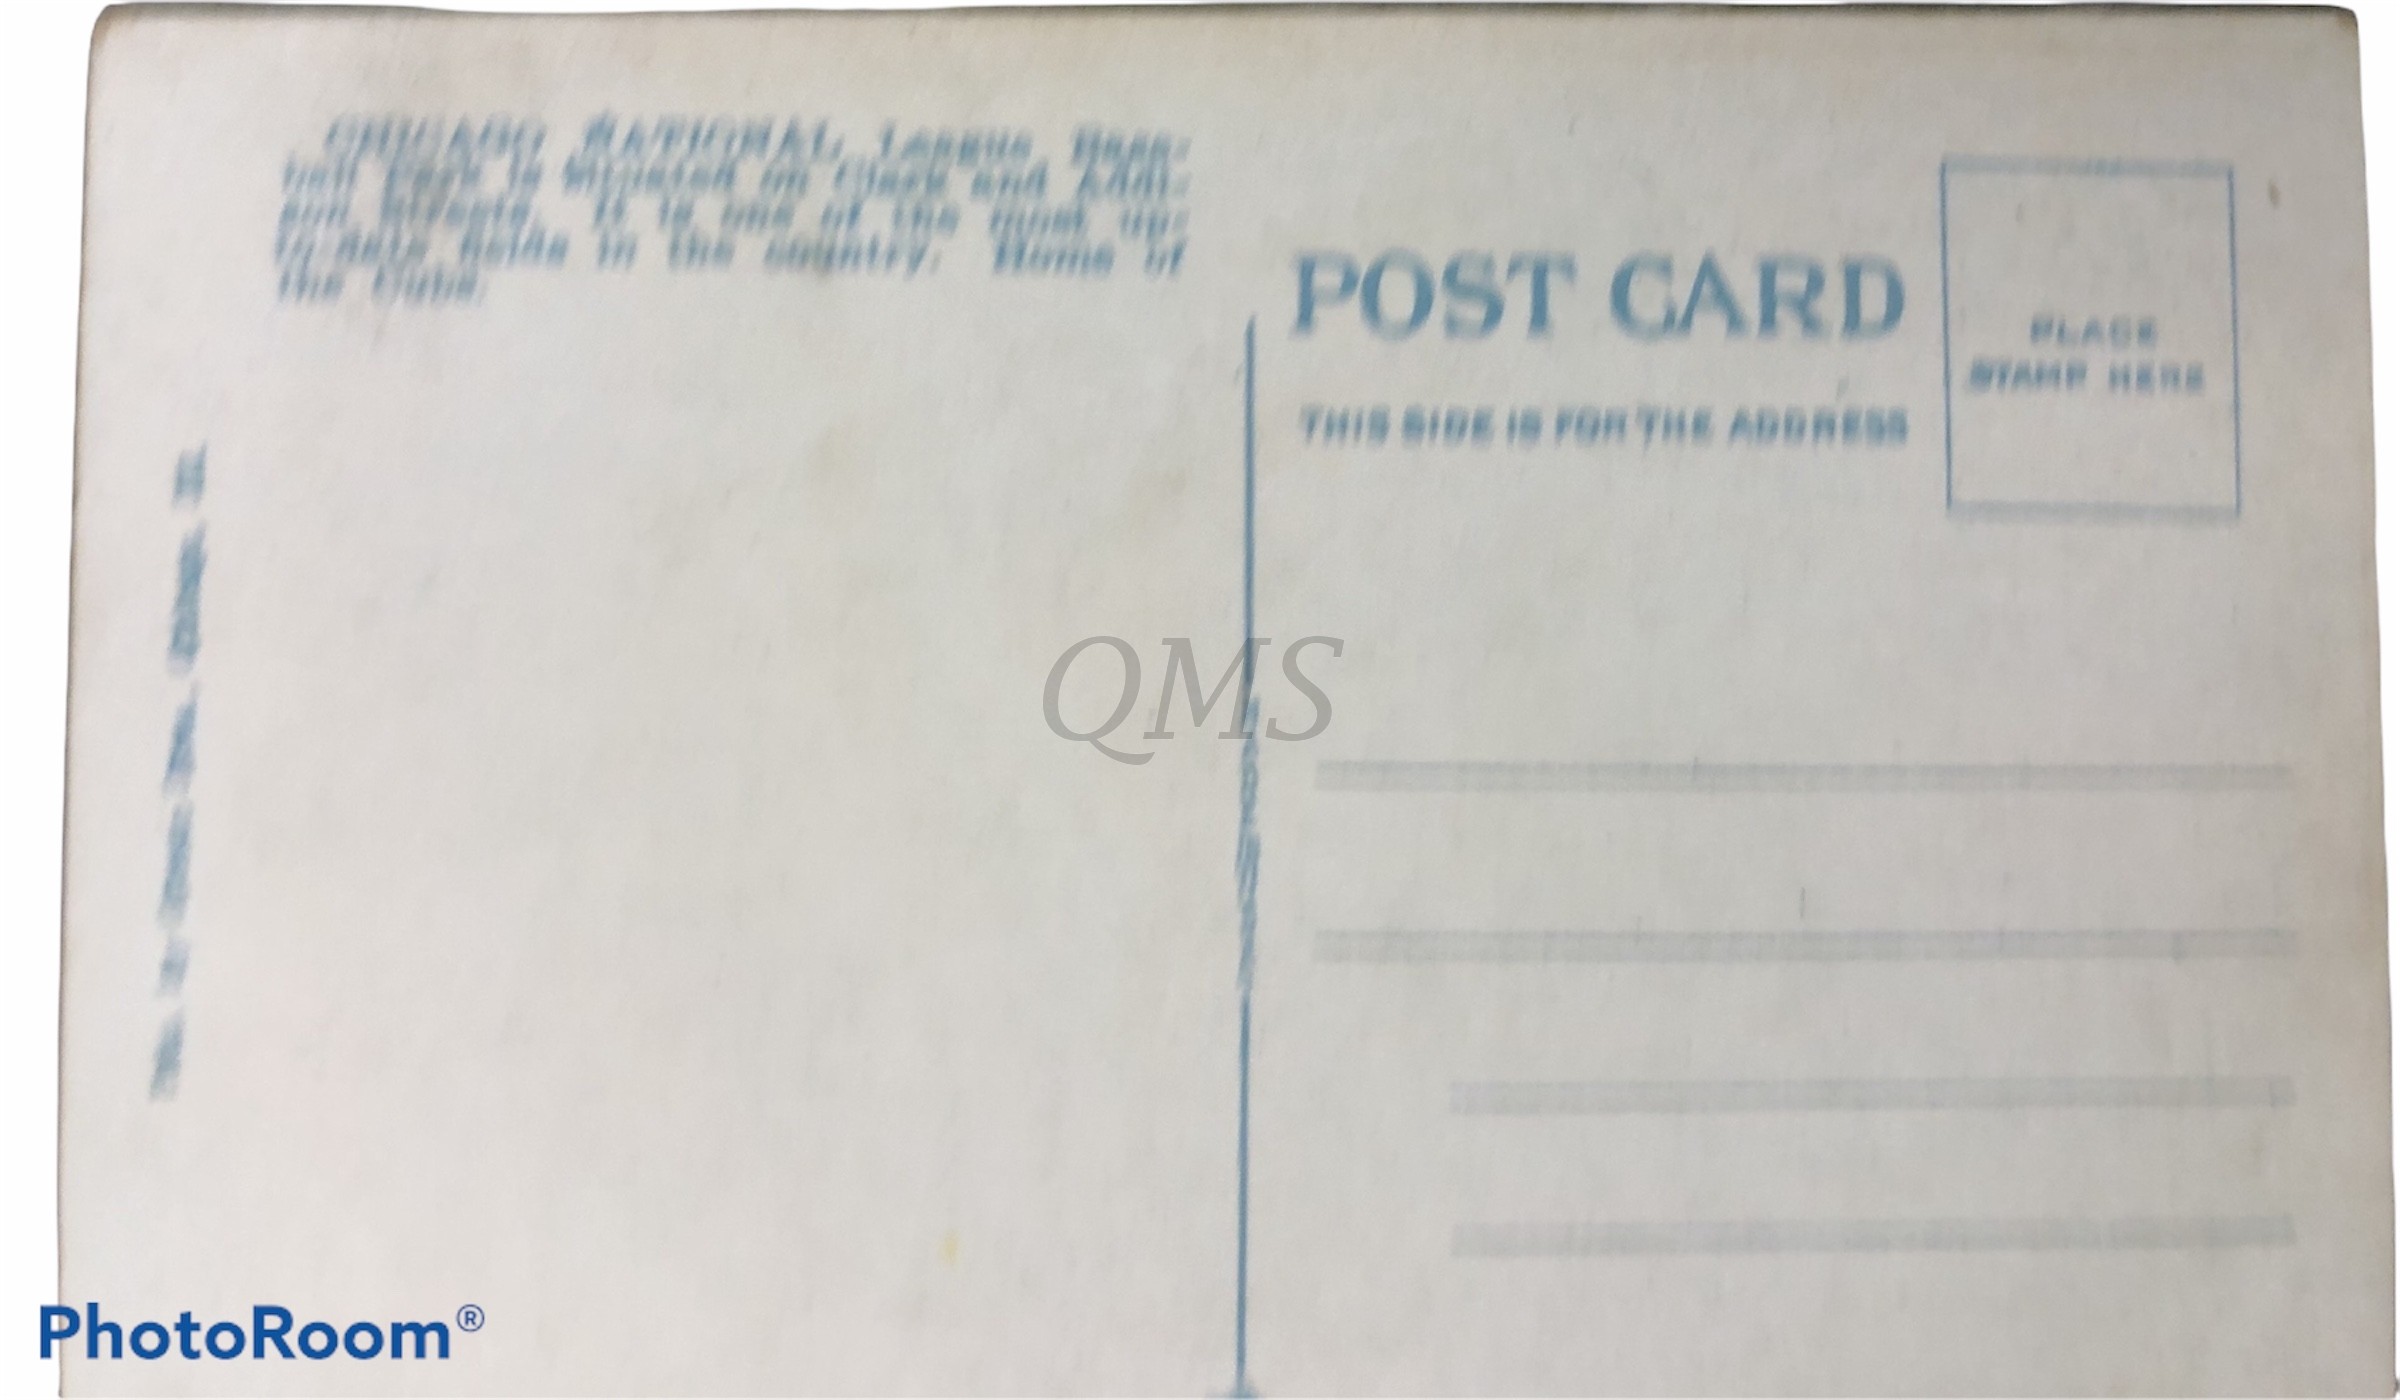 CHICAGO NATIONAL League Base-
ball Park is situated on Clark and Addi-
son Streets. It is one of the most up-
to-date fields in the country. Home of
the Cubs.
POST CARD
THIS SIDE IS FOR THE ADDRESS
PLACE
STAMP HERE
QMS
PhotoRoom®